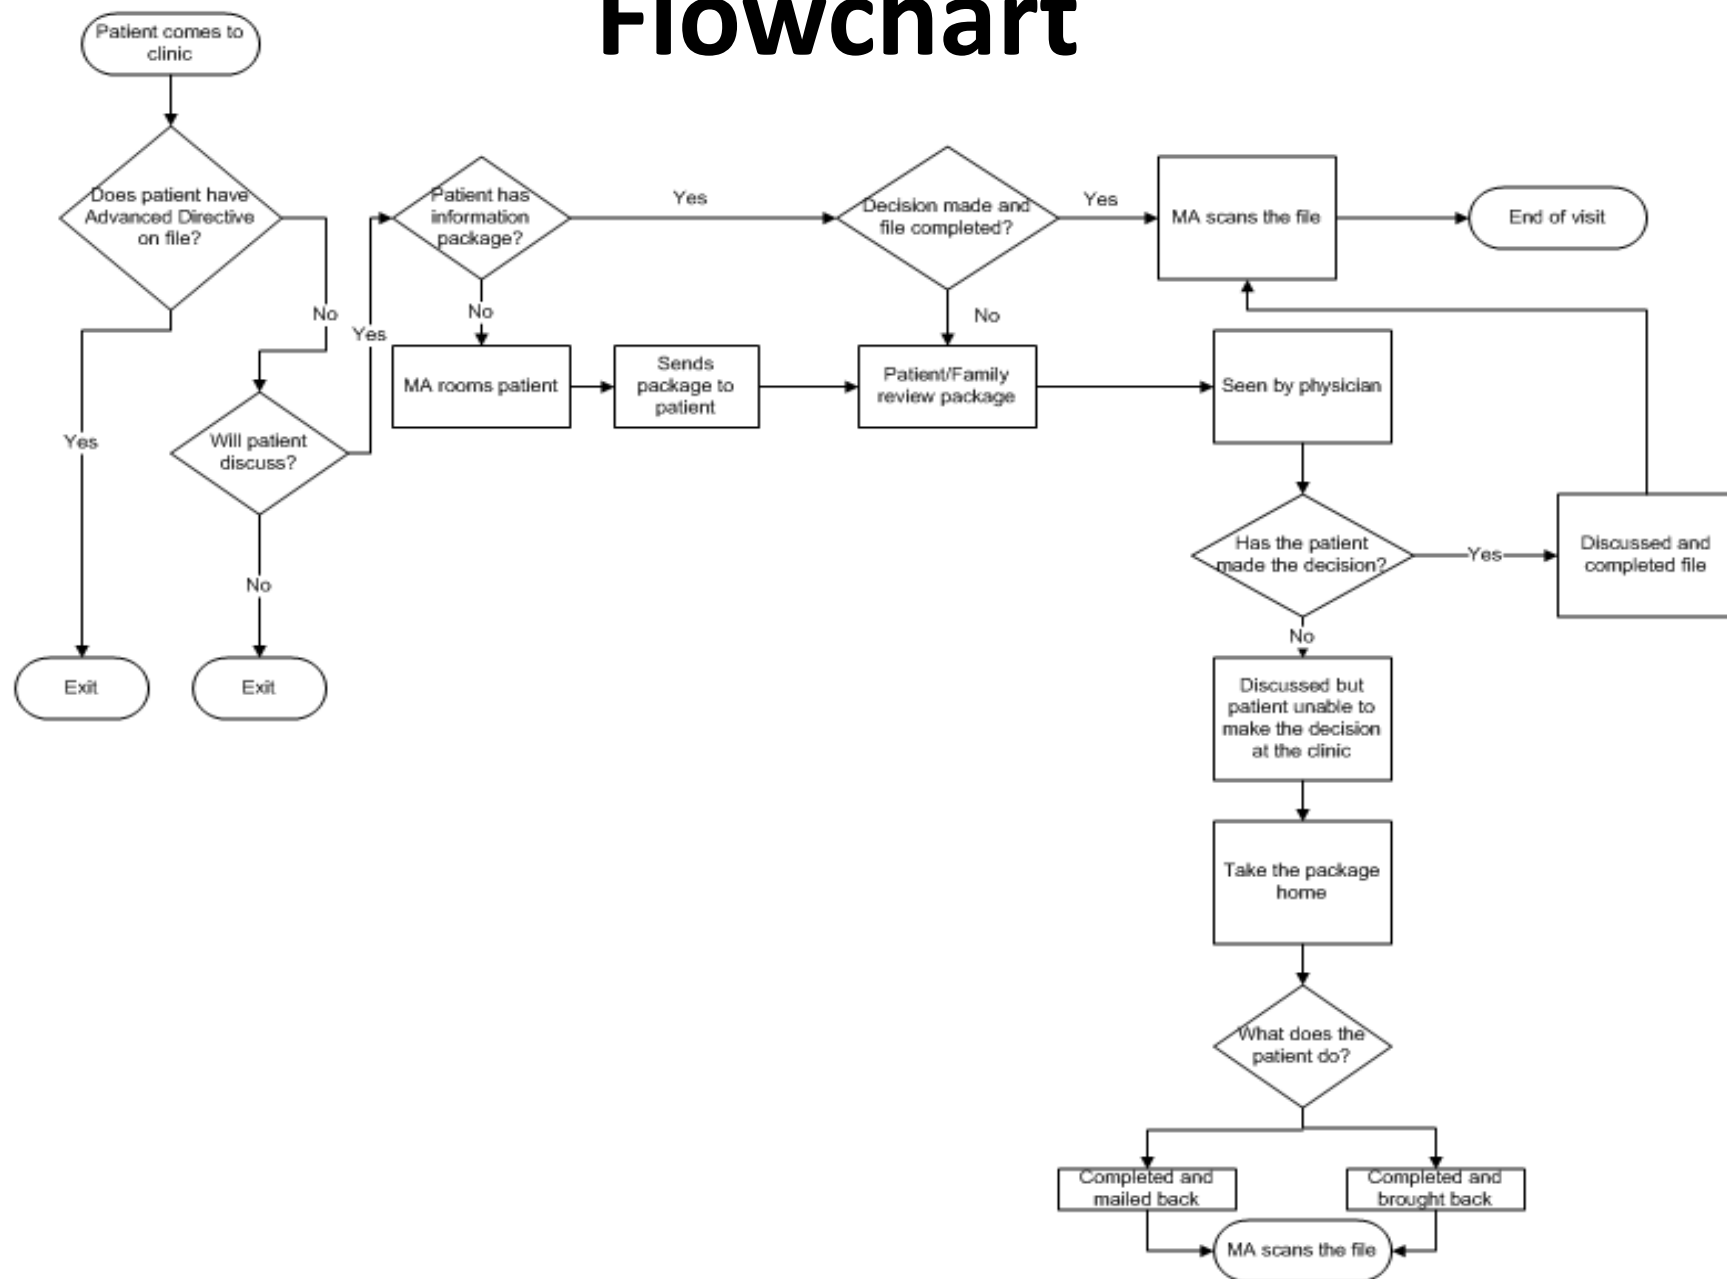 Flowchart
Patient comes to
clinic
Does patient have
Advanced Directive
on file?
No
Yes
Will patient
discuss?
Yes
No
Exit
Exit
Patient has
information
package?
Yes
No
MA rooms patient
Sends
package to
patient
Decision made and
file completed?
Yes
No
Patient/Family
review package
MA scans the file
End of visit
Seen by physician
Has the patient
made the decision?
Yes
Discussed and
completed file
No
Discussed but
patient unable to
make the decision
at the clinic
Take the package
home
What does the
patient do?
Completed and
mailed back
Completed and
brought back
MA scans the file